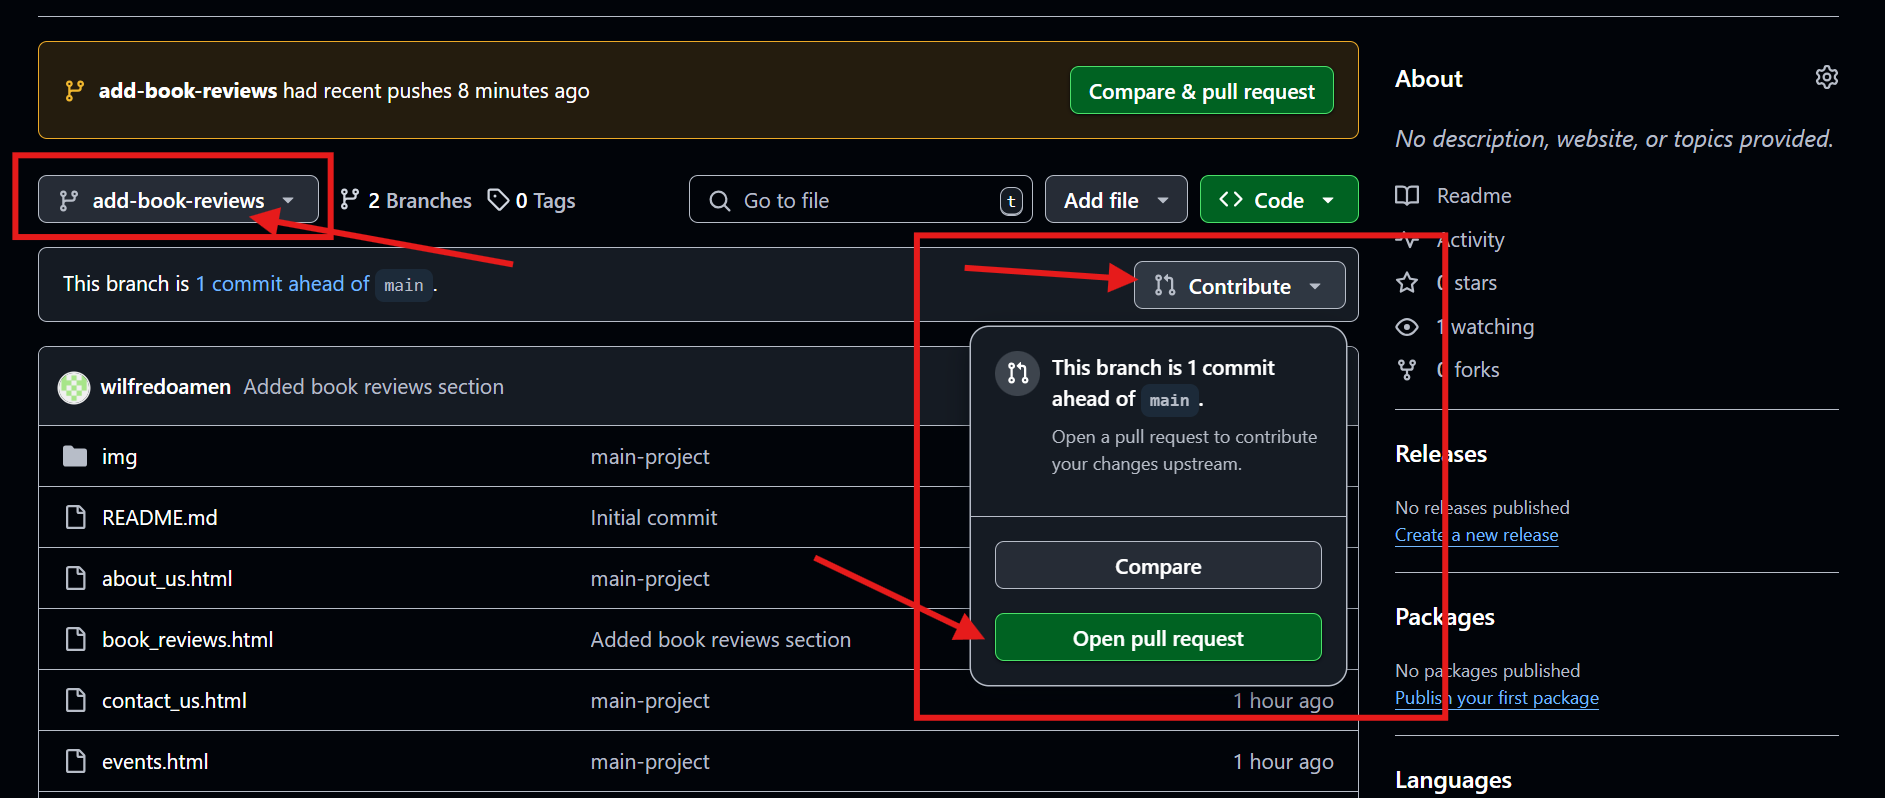 add-book-reviews had recent pushes 8 minutes ago
Compare & pull request
add-book-reviews
2 Branches
0 Tags
Go to file
t
Add file
Code
This branch is 1 commit ahead of main .
Contribute
wilfredoamen Added book reviews section
This branch is 1 commit
ahead of main .
Open a pull request to contribute
your changes upstream.
Compare
Open pull request
img main-project
README.md Initial commit
about_us.html main-project
book_reviews.html Added book reviews section
contact_us.html main-project 1 hour ago
events.html main-project 1 hour ago
About
No description, website, or topics provided.
Readme
Activity
0 stars
1 watching
0 forks
Releases
No releases published
Create a new release
Packages
No packages published
Publish your first package
Languages